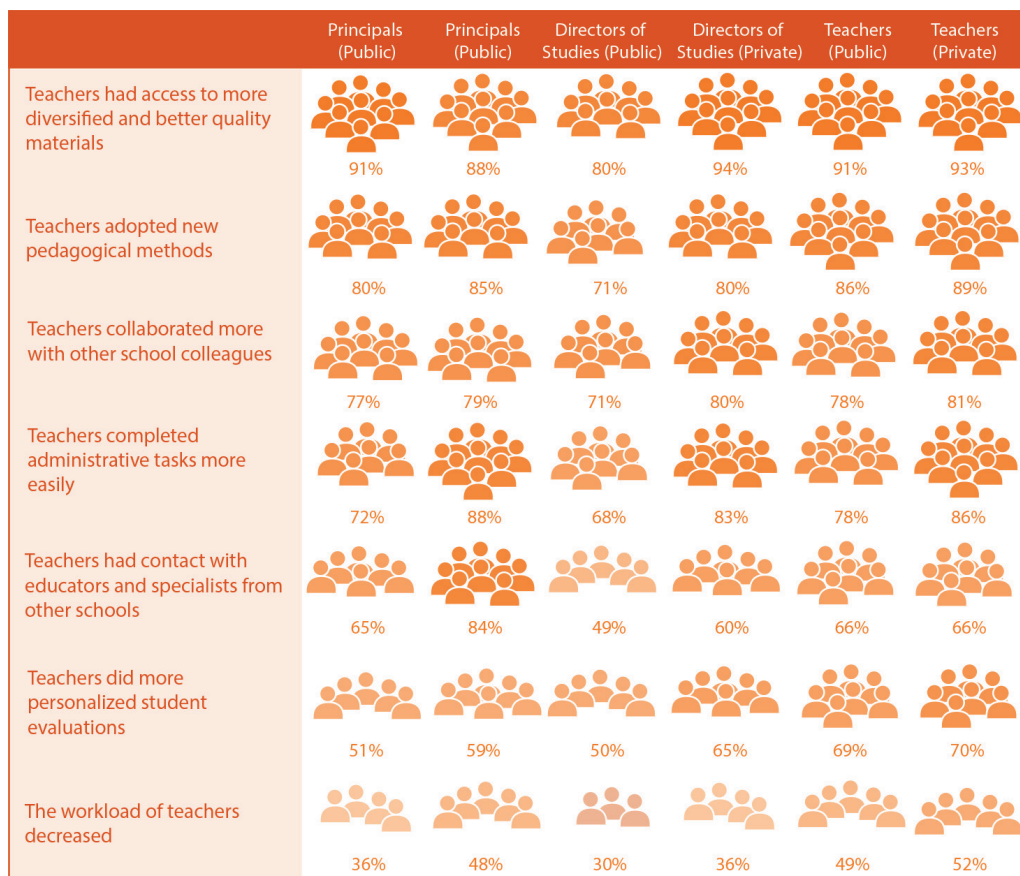 Principals Principals Directors of Directors of Teachers Teachers
(Public) (Public) Studies (Public) Studies (Private) (Public) (Private)
Teachers had access to more
diversified and better quality
materials
91% 88% 80% 94% 91% 93%
Teachers adopted new
pedagogical methods
80% 85% 71% 80% 86% 89%
Teachers collaborated more
with other school colleagues
77% 79% 71% 80% 78% 81%
Teachers completed
administrative tasks more
easily
72% 88% 68% 83% 78% 86%
Teachers had contact with
educators and specialists from
other schools
65% 84% 49% 60% 66% 66%
Teachers did more
personalized student
evaluations
51% 59% 50% 65% 69% 70%
The workload of teachers
decreased
36% 48% 30% 36% 49% 52%